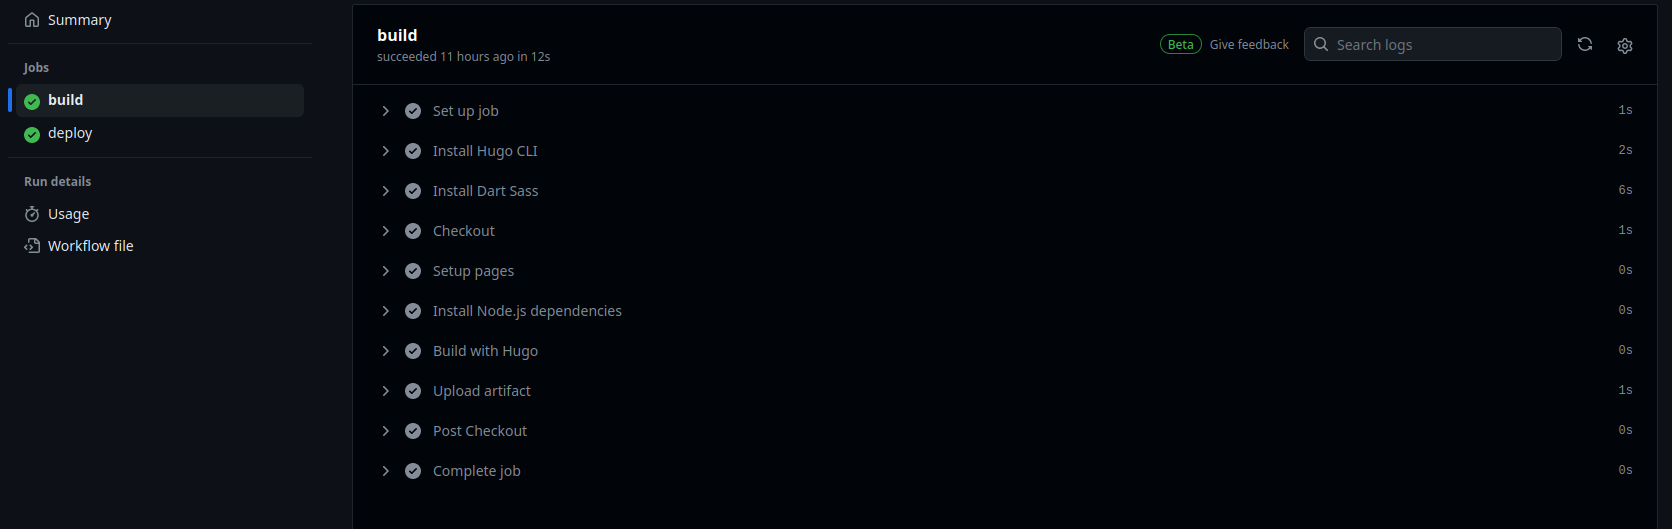 Summary
Jobs
build
deploy
Run details
Usage
Workflow file
build
succeeded 11 hours ago in 12s
Beta Give feedback Search logs
Set up job 1s
Install Hugo CLI 2s
Install Dart Sass 6s
Checkout 1s
Setup pages 0s
Install Node.js dependencies 0s
Build with Hugo 0s
Upload artifact 1s
Post Checkout 0s
Complete job 0s